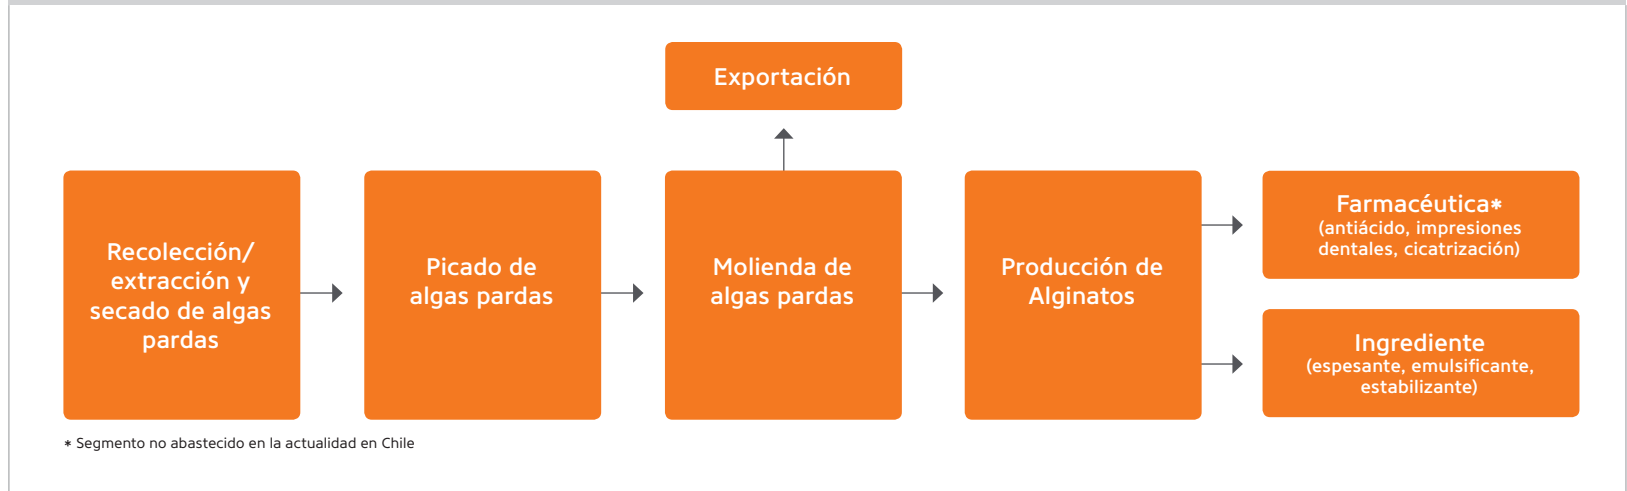 Exportación
Recolección/
extracción y
secado de algas
pardas
Picado de
algas pardas
Molienda de
algas pardas
Producción de
Alginatos
Farmacéutica*
(antiácido, impresiones
dentales, cicatrización)
Ingrediente
(espesante, emulsificante,
estabilizante)
* Segmento no abastecido en la actualidad en Chile